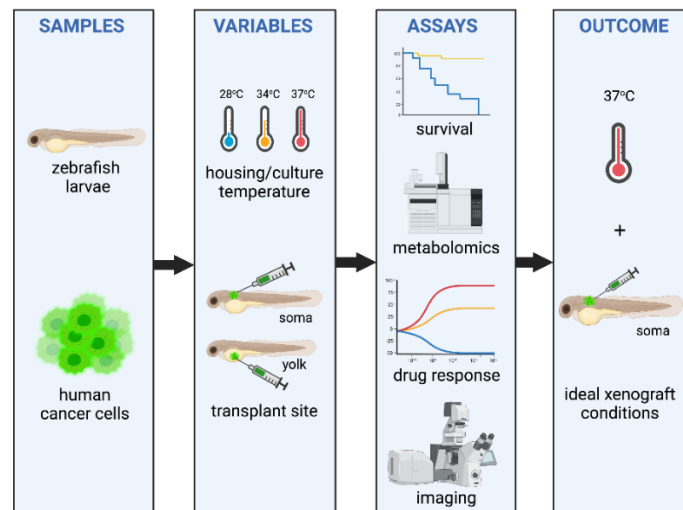 SAMPLES
zebrafish
larvae
human
cancer cells
VARIABLES
28°C 34°C 37°C
housing/culture
temperature
soma
yolk
transplant site
ASSAYS
survival
metabolomics
drug response
imaging
OUTCOME
37°C
+
soma
ideal xenograft
conditions